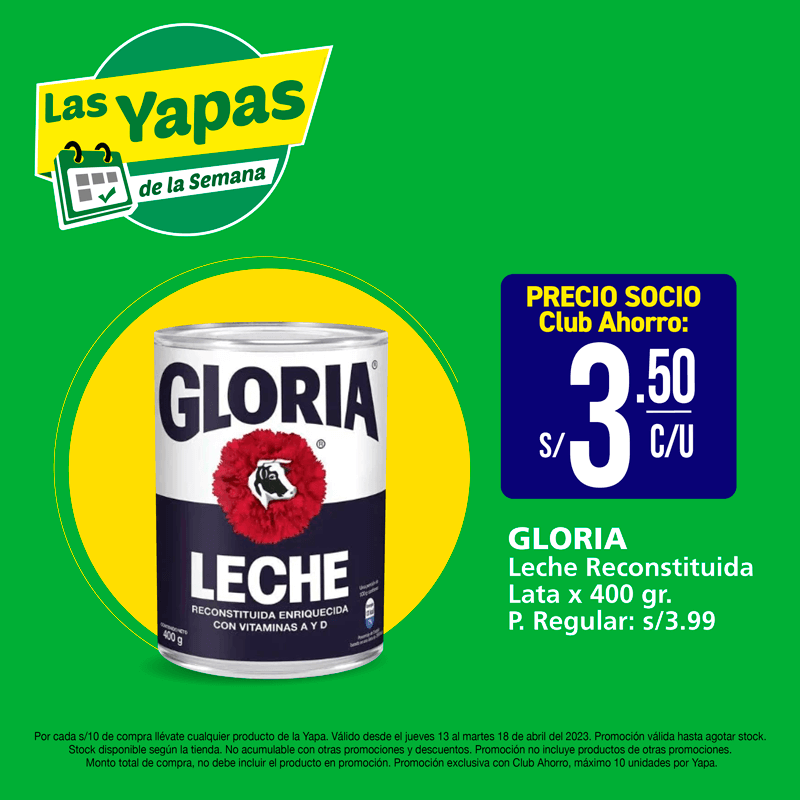 Las Yapas
de la Semana
PRECIO SOCIO
Club Ahorro:
s/ 3.50
C/U
GLORIA®
®
LECHE
RECONSTITUIDA ENRIQUECIDA
CON VITAMINAS A Y D
CONTENIDO NETO
400 g
GLORIA
Leche Reconstituida
Lata x 400 gr.
P. Regular: s/3.99
Por cada s/10 de compra llévate cualquier producto de la Yapa. Válido desde el jueves 13 al martes 18 de abril del 2023. Promoción válida hasta agotar stock.
Stock disponible según la tienda. No acumulable con otras promociones y descuentos. Promoción no incluye productos de otras promociones.
Monto total de compra, no debe incluir el producto en promoción. Promoción exclusiva con Club Ahorro, máximo 10 unidades por Yapa.